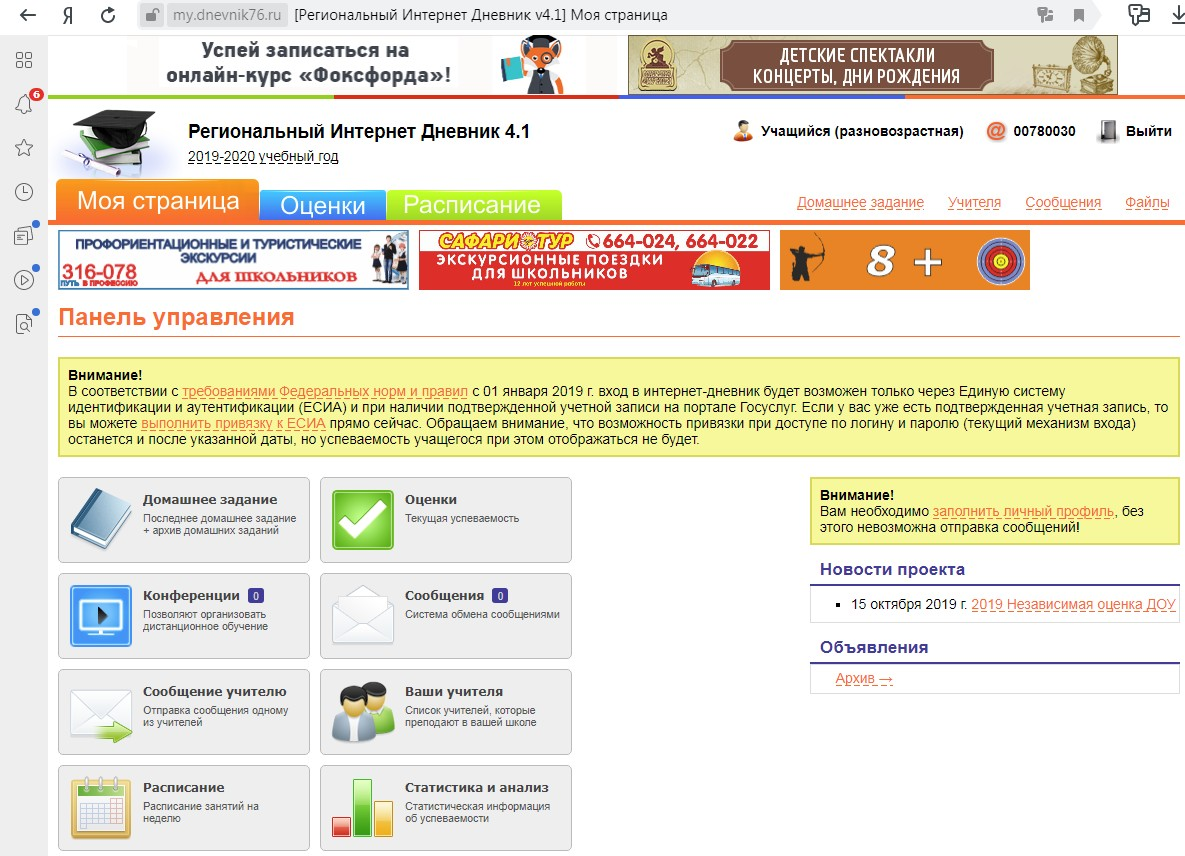 my.dnevnik76.ru [Региональный Интернет Дневник v4.1] Моя страница
6
Успей записаться на
онлайн-курс «Фоксфорда»!
ДЕТСКИЕ СПЕКТАКЛИ
КОНЦЕРТЫ, ДНИ РОЖДЕНИЯ
Региональный Интернет Дневник 4.1
2019-2020 учебный год
Учащийся (разновозрастная) 00780030 Выйти
Моя страница Оценки Расписание
Домашнее задание Учителя Сообщения Файлы
ПРОФОРИЕНТАЦИОННЫЕ И ТУРИСТИЧЕСКИЕ
ЭКСКУРСИИ
316-078 ДЛЯ ШКОЛЬНИКОВ
ПУТЬ В ПРОФЕССИЮ
САФАРИ ТУР 664-024, 664-022
ЭКСКУРСИОННЫЕ ПОЕЗДКИ
ДЛЯ ШКОЛЬНИКОВ
12 лет успешной работы
8 +
Панель управления
Внимание!
В соответствии с требованиями Федеральных норм и правил с 01 января 2019 г. вход в интернет-дневник будет возможен только через Единую систему
идентификации и аутентификации (ЕСИА) и при наличии подтвержденной учетной записи на портале Госуслуг. Если у вас уже есть подтвержденная учетная запись, то
вы можете выполнить привязку к ЕСИА прямо сейчас. Обращаем внимание, что возможность привязки при доступе по логину и паролю (текущий механизм входа)
останется и после указанной даты, но успеваемость учащегося при этом отображаться не будет.
Домашнее задание
Последнее домашнее задание
+ архив домашних заданий
Оценки
Текущая успеваемость
Конференции 0
Позволяют организовать
дистанционное обучение
Сообщения 0
Система обмена сообщениями
Сообщение учителю
Отправка сообщения одному
из учителей
Ваши учителя
Список учителей, которые
преподают в вашей школе
Расписание
Расписание занятий на
неделю
Статистика и анализ
Статистическая информация
об успеваемости
Внимание!
Вам необходимо заполнить личный профиль, без
этого невозможна отправка сообщений!
Новости проекта
15 октября 2019 г. 2019 Независимая оценка ДОУ
Объявления
Архив →